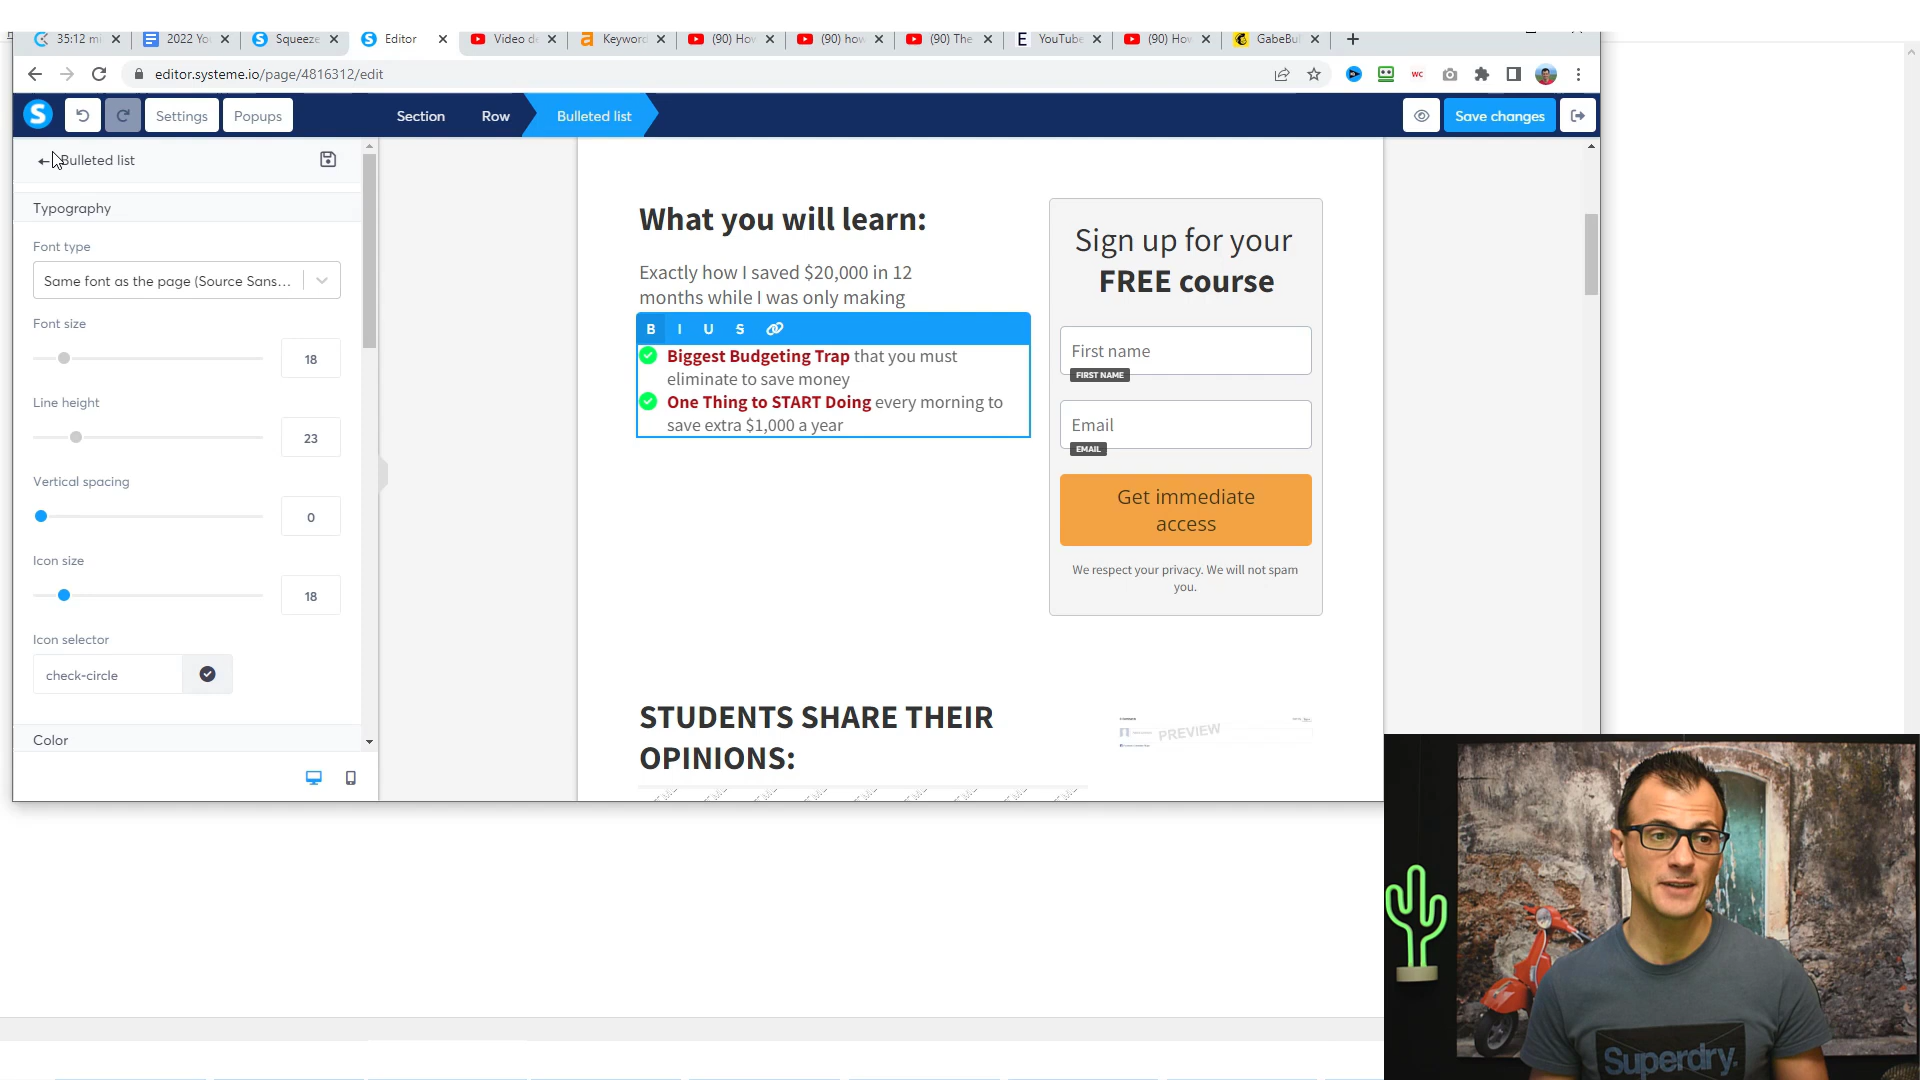 35:12 mi
2022 Yo
Squeeze
Editor
Video de
Keyword
(90) Hov
(90) how
(90) The
YouTube
(90) How
GabeBul
editor.systeme.io/page/4816312/edit
Settings
Popups
Section
Row
Bulleted list
Save changes
Bulleted list
Typography
Font type
Same font as the page (Source Sans...
Font size
18
Line height
23
Vertical spacing
0
Icon size
18
Icon selector
check-circle
Color
What you will learn:
Exactly how I saved $20,000 in 12
months while I was only making
B I U S
Biggest Budgeting Trap that you must
eliminate to save money
One Thing to START Doing every morning to
save extra $1,000 a year
Sign up for your
FREE course
First name
FIRST NAME
Email
EMAIL
Get immediate
access
We respect your privacy. We will not spam
you.
STUDENTS SHARE THEIR
OPINIONS:
PREVIEW
Superdry.